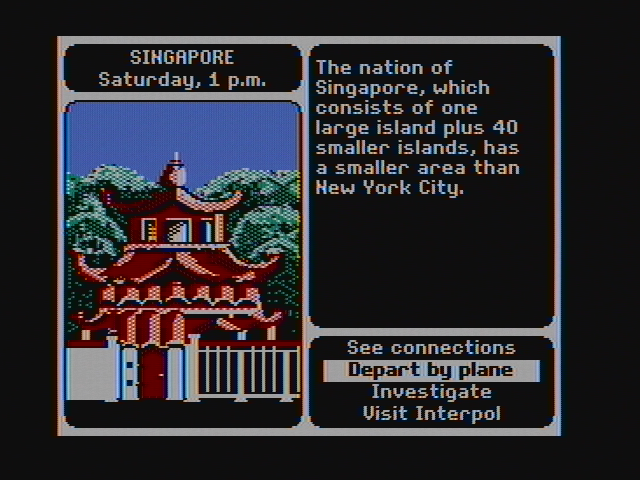 SINGAPORE
Saturday, 1 p.m.
The nation of
Singapore, which
consists of one
large island plus 40
smaller islands, has
a smaller area than
New York City.
See connections
Depart by plane
Investigate
Visit Interpol